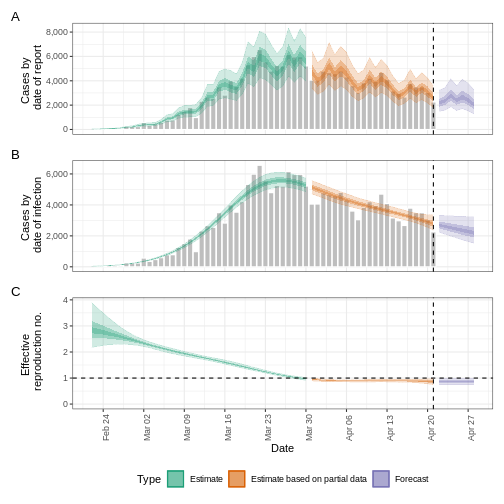 A
Cases by
date of report
8,000
6,000
4,000
2,000
0
B
Cases by
date of infection
6,000
4,000
2,000
0
C
Effective
reproduction no.
4
3
2
1
0
Feb 24
Mar 02
Mar 09
Mar 16
Mar 23
Mar 30
Apr 06
Apr 13
Apr 20
Apr 27
Date
Type Estimate Estimate based on partial data Forecast